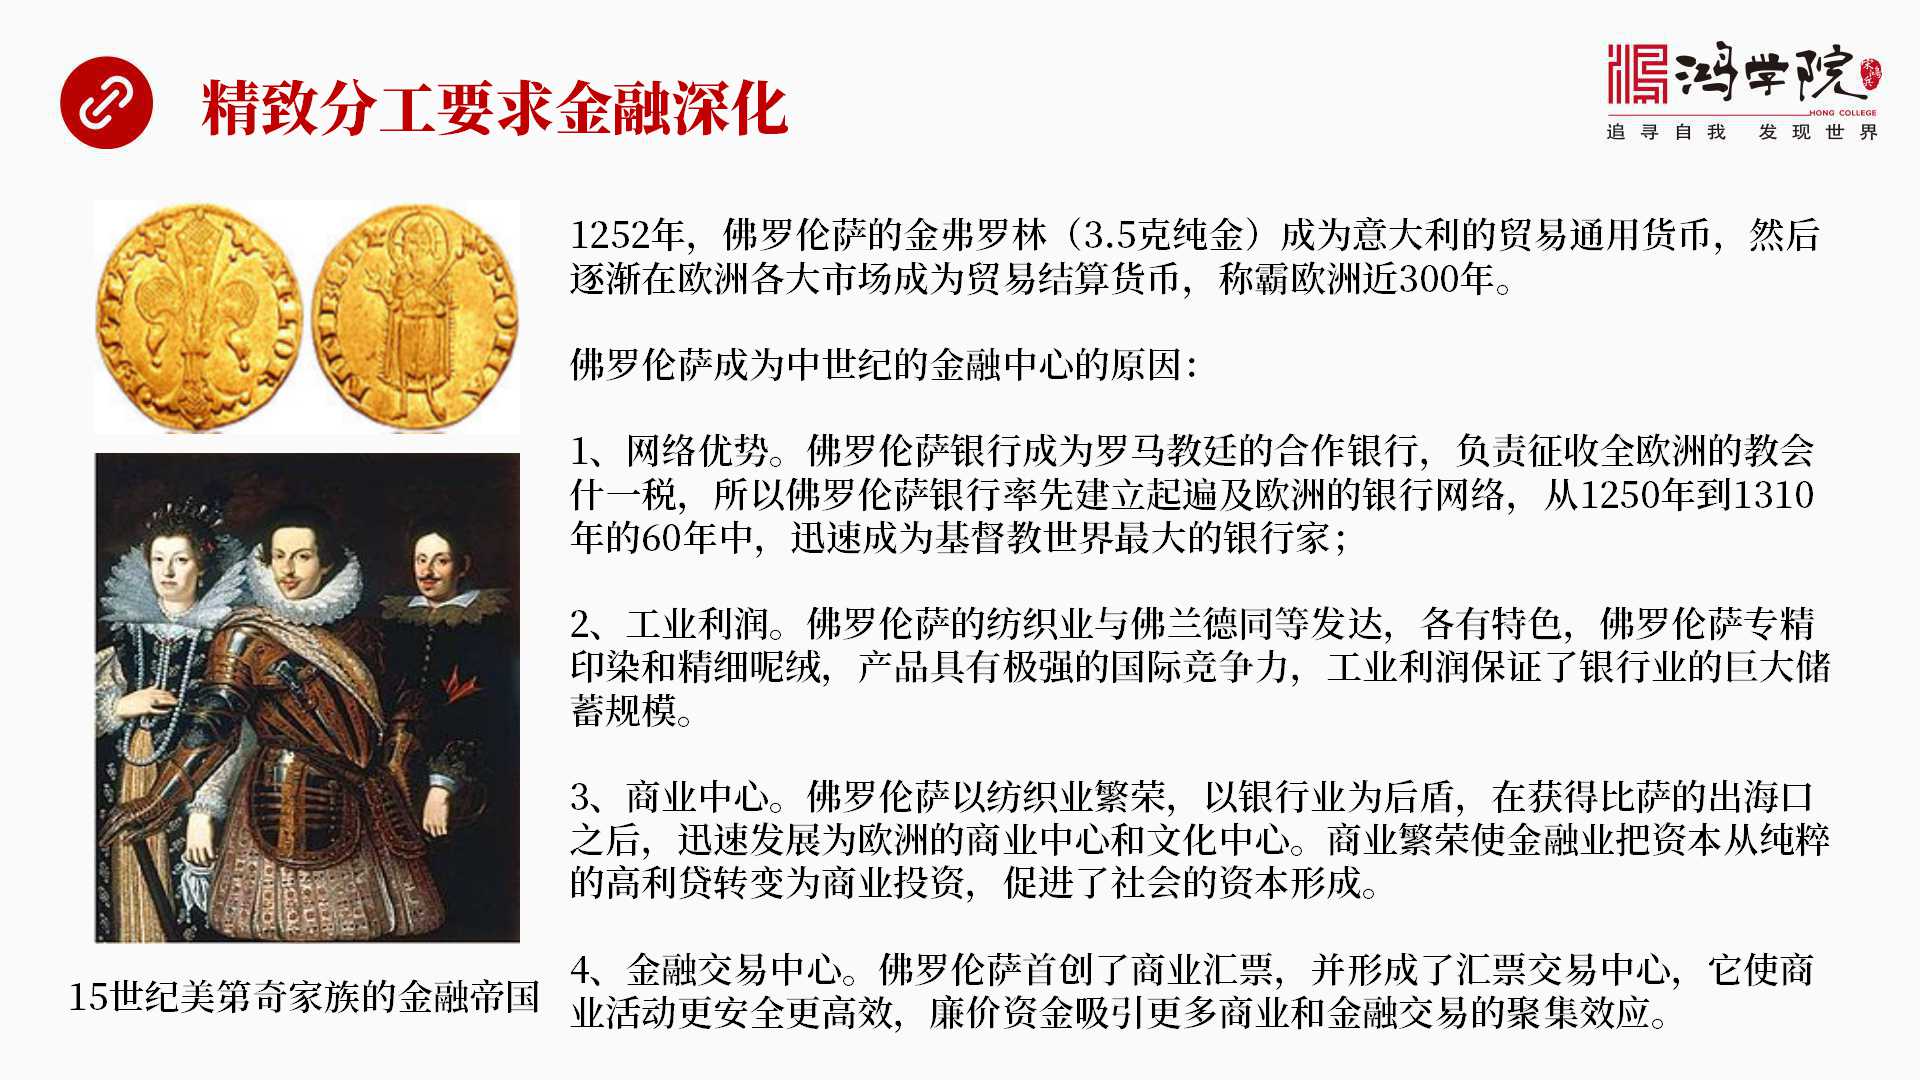 精致分工要求金融深化
鸿学院
宋鸿兵
HONG COLLEGE
追寻自我 发现世界
1252年，佛罗伦萨的金弗罗林（3.5克纯金）成为意大利的贸易通用货币，然后
逐渐在欧洲各大市场成为贸易结算货币，称霸欧洲近300年。
佛罗伦萨成为中世纪的金融中心的原因：
1、网络优势。佛罗伦萨银行成为罗马教廷的合作银行，负责征收全欧洲的教会
什一税，所以佛罗伦萨银行率先建立起遍及欧洲的银行网络，从1250年到1310
年的60年中，迅速成为基督教世界最大的银行家；
2、工业利润。佛罗伦萨的纺织业与佛兰德同等发达，各有特色，佛罗伦萨专精
印染和精细呢绒，产品具有极强的国际竞争力，工业利润保证了银行业的巨大储
蓄规模。
3、商业中心。佛罗伦萨以纺织业繁荣，以银行业为后盾，在获得比萨的出海口
之后，迅速发展为欧洲的商业中心和文化中心。商业繁荣使金融业把资本从纯粹
的高利贷转变为商业投资，促进了社会的资本形成。
4、金融交易中心。佛罗伦萨首创了商业汇票，并形成了汇票交易中心，它使商
业活动更安全更高效，廉价资金吸引更多商业和金融交易的聚集效应。
15世纪美第奇家族的金融帝国